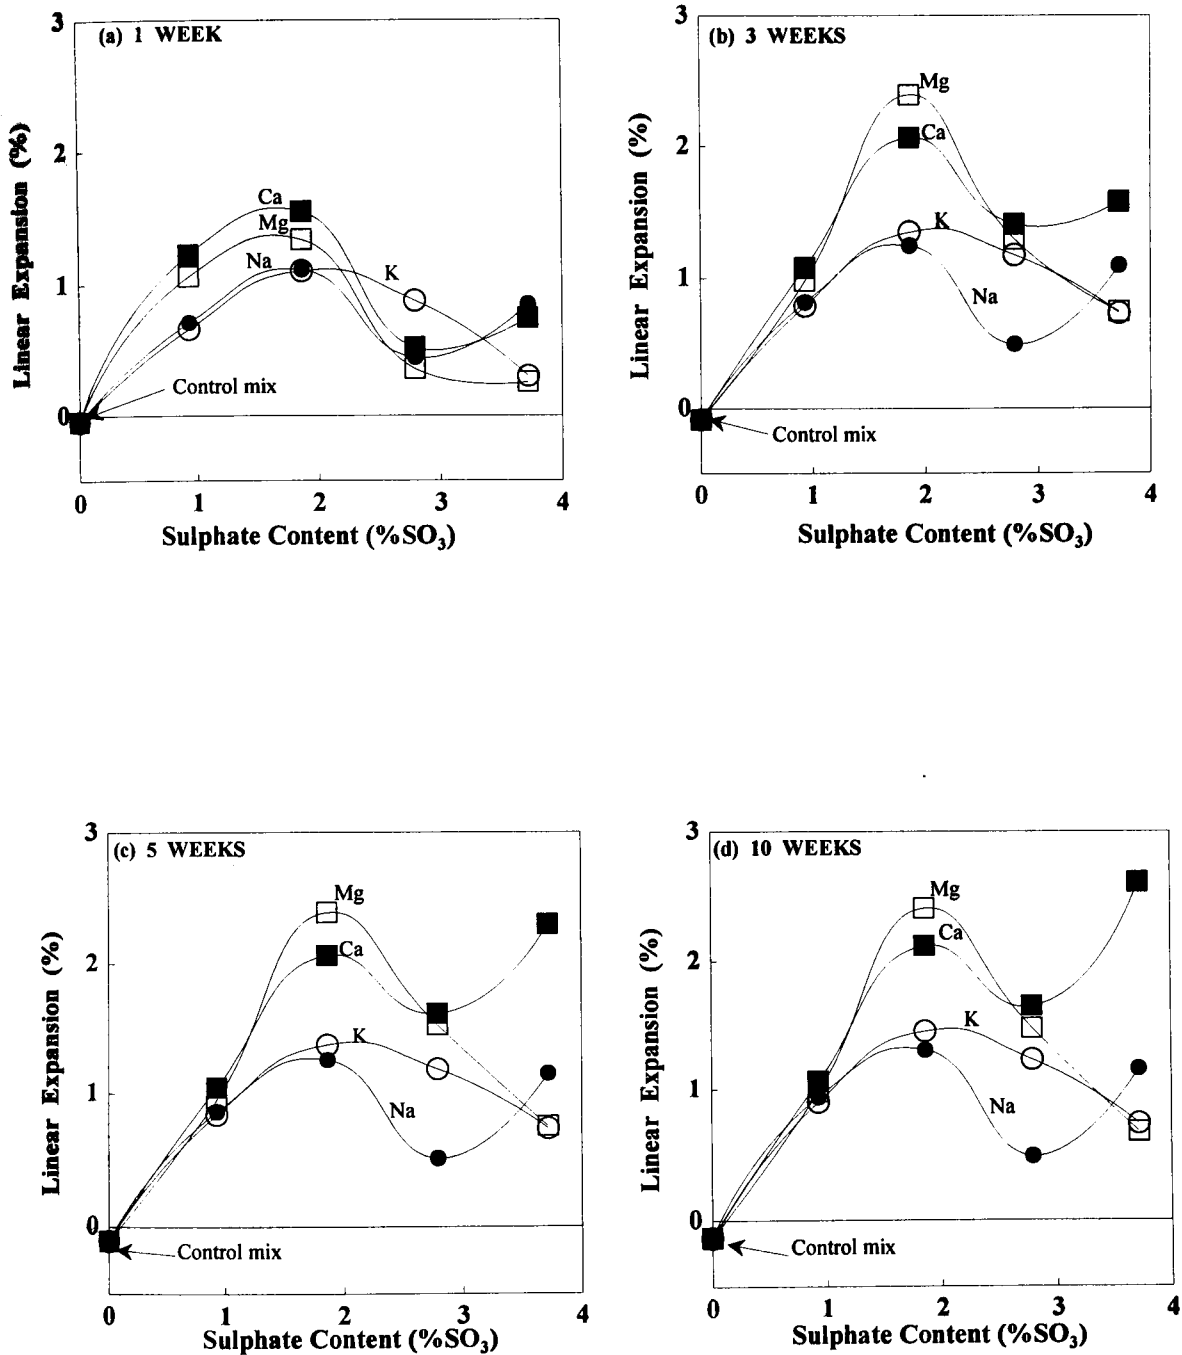 (a) 1 WEEK
3
2
1
0
Linear Expansion (%)
Ca
Mg
Na
K
Control mix
0 1 2 3 4
Sulphate Content (%SO₃)
(b) 3 WEEKS
3
2
1
0
Linear Expansion (%)
Mg
Ca
K
Na
Control mix
0 1 2 3 4
Sulphate Content (%SO₃)
(c) 5 WEEKS
3
2
1
0
Linear Expansion (%)
Mg
Ca
K
Na
Control mix
0 1 2 3 4
Sulphate Content (%SO₃)
(d) 10 WEEKS
3
2
1
0
Linear Expansion (%)
Mg
Ca
K
Na
Control mix
0 1 2 3 4
Sulphate Content (%SO₃)